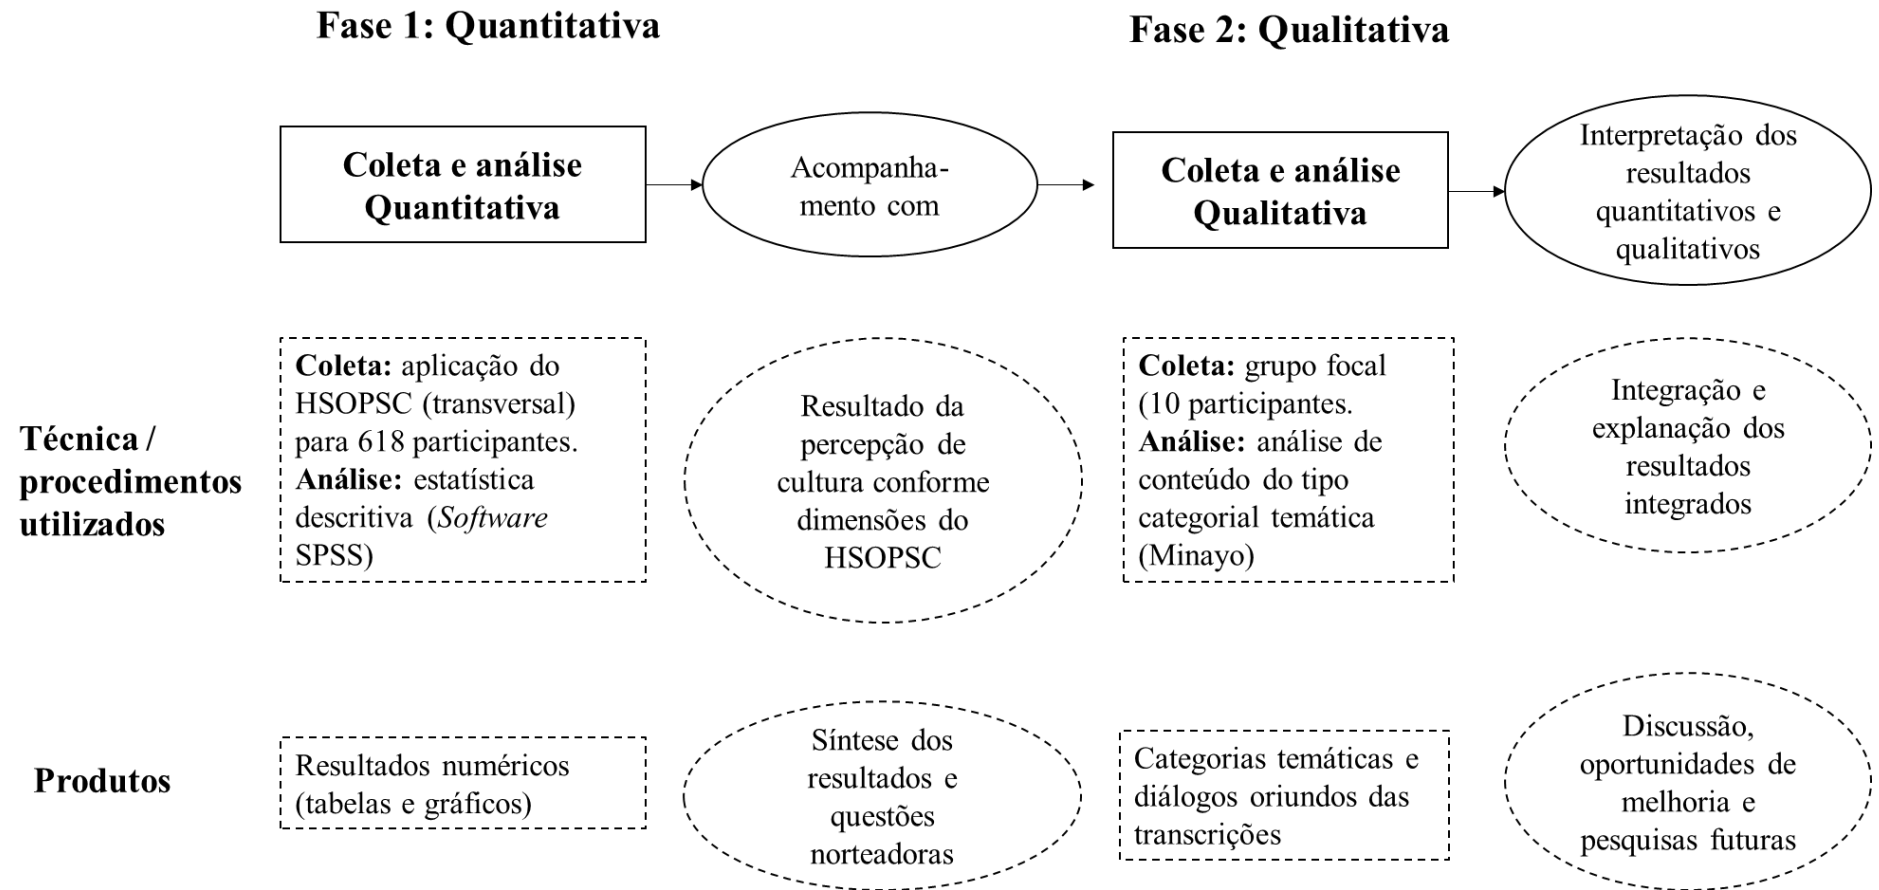 Fase 1: Quantitativa
Fase 2: Qualitativa
Coleta e análise
Quantitativa
Acompanha-
mento com
Coleta e análise
Qualitativa
Interpretação dos
resultados
quantitativos e
qualitativos
Técnica /
procedimentos
utilizados
Coleta: aplicação do
HSOPSC (transversal)
para 618 participantes.
Análise: estatística
descritiva (Software
SPSS)
Resultado da
percepção de
cultura conforme
dimensões do
HSOPSC
Coleta: grupo focal
(10 participantes.
Análise: análise de
conteúdo do tipo
categorial temática
(Minayo)
Integração e
explanação dos
resultados
integrados
Produtos
Resultados numéricos
(tabelas e gráficos)
Síntese dos
resultados e
questões
norteadoras
Categorias temáticas e
diálogos oriundos das
transcrições
Discussão,
oportunidades de
melhoria e
pesquisas futuras